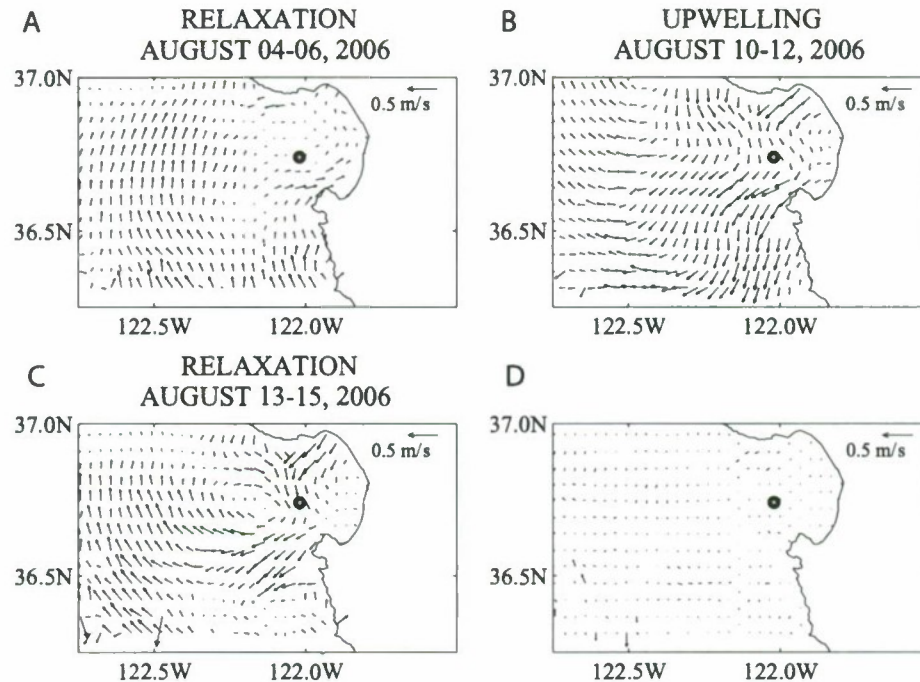 A
RELAXATION
AUGUST 04-06, 2006
37.0N
0.5 m/s
36.5N
122.5W 122.0W
B
UPWELLING
AUGUST 10-12, 2006
37.0N
0.5 m/s
36.5N
122.5W 122.0W
C
RELAXATION
AUGUST 13-15, 2006
37.0N
0.5 m/s
36.5N
122.5W 122.0W
D
37.0N
0.5 m/s
36.5N
122.5W 122.0W